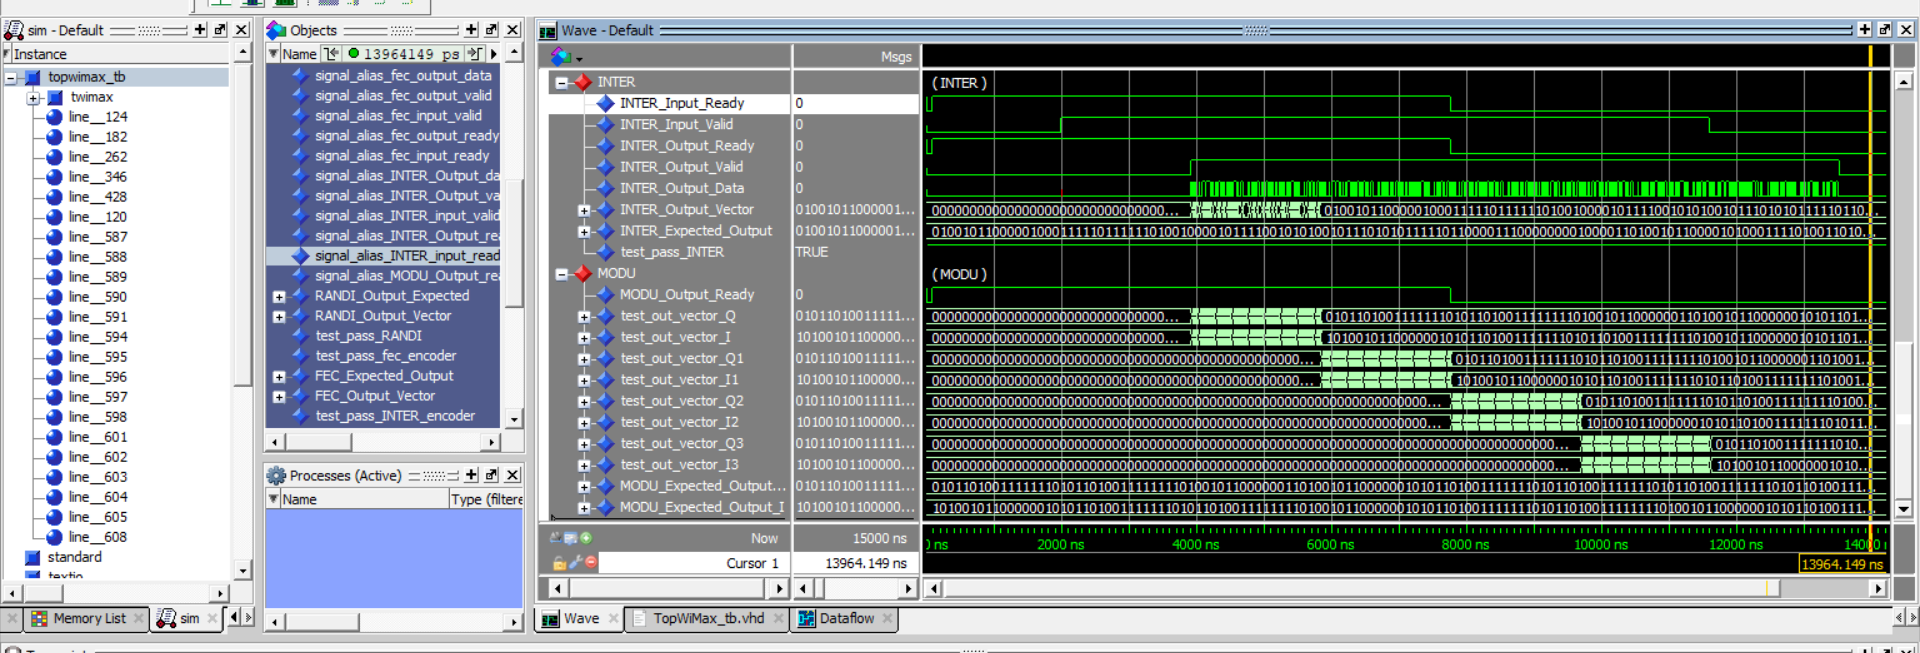 sim - Default
Instance
topwimax_tb
twimax
line__124
line__182
line__262
line__346
line__428
line__120
line__587
line__588
line__589
line__590
line__591
line__594
line__595
line__596
line__597
line__598
line__601
line__602
line__603
line__604
line__605
line__608
standard
textio
Memory List
sim
Objects
Name
13964149 ps
signal_alias_fec_output_data
signal_alias_fec_output_valid
signal_alias_fec_input_valid
signal_alias_fec_output_ready
signal_alias_fec_input_ready
signal_alias_INTER_Output_da
signal_alias_INTER_Output_va
signal_alias_INTER_input_valid
signal_alias_INTER_Output_re
signal_alias_INTER_input_read
signal_alias_MODU_Output_re
RANDI_Output_Expected
RANDI_Output_Vector
test_pass_RANDI
test_pass_fec_encoder
FEC_Expected_Output
FEC_Output_Vector
test_pass_INTER_encoder
Processes (Active)
Name Type (filtere
Wave - Default
Msgs
INTER (INTER)
INTER_Input_Ready 0
INTER_Input_Valid 0
INTER_Output_Ready 0
INTER_Output_Valid 0
INTER_Output_Data 0
INTER_Output_Vector 01001011000001...
INTER_Expected_Output 01001011000001...
test_pass_INTER TRUE
MODU (MODU)
MODU_Output_Ready 0
test_out_vector_Q 01011010011111...
test_out_vector_I 10100101100000...
test_out_vector_Q1 01011010011111...
test_out_vector_I1 10100101100000...
test_out_vector_Q2 01011010011111...
test_out_vector_I2 10100101100000...
test_out_vector_Q3 01011010011111...
test_out_vector_I3 10100101100000...
MODU_Expected_Output... 01011010011111...
MODU_Expected_Output_I 10100101100000...
Now 15000 ns
2000 ns 4000 ns 6000 ns 8000 ns 10000 ns 12000 ns
Cursor 1 13964.149 ns
13964.149 ns
Wave
TopWiMax_tb.vhd
Dataflow